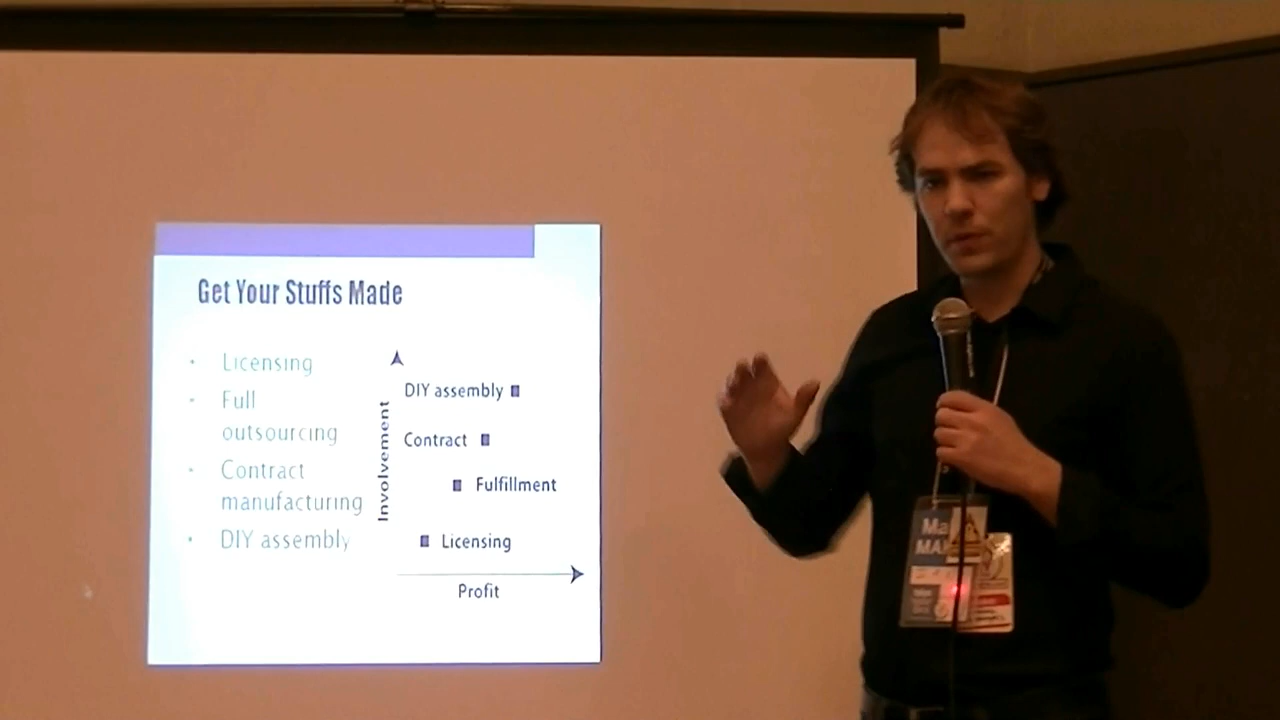 Get Your Stuffs Made
• Licensing
• Full
outsourcing
• Contract
manufacturing
• DIY assembly
Involvement
DIY assembly
Contract
Fulfillment
Licensing
Profit